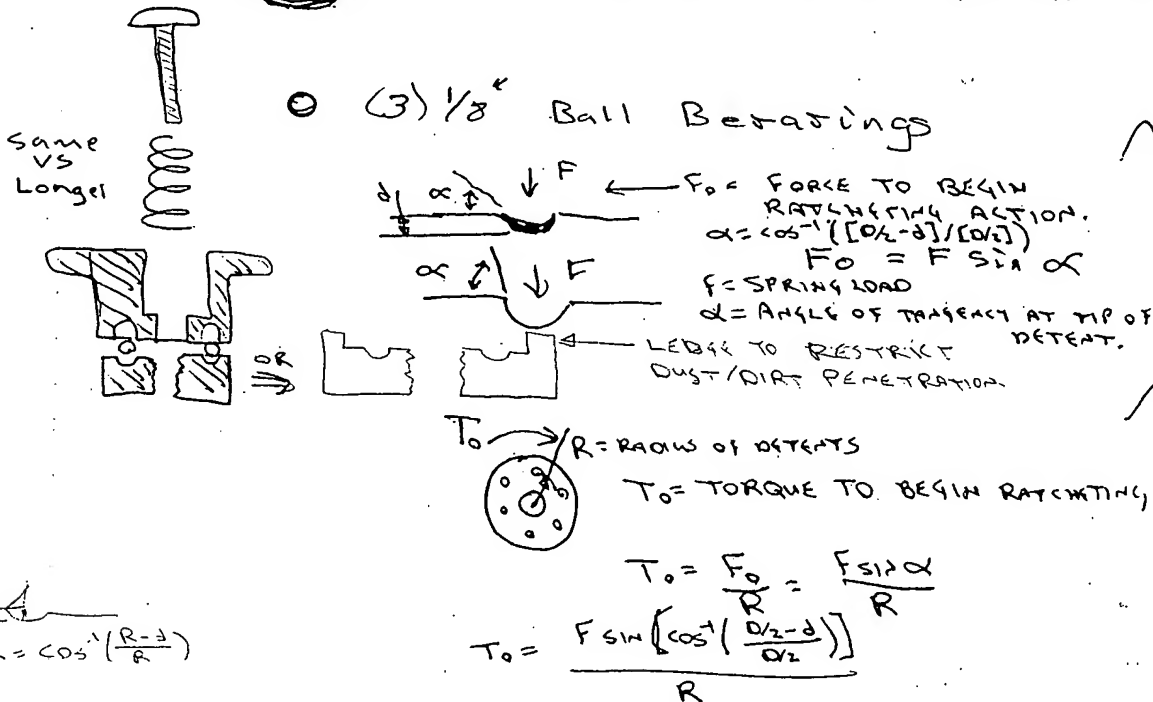 (3) 1/8" Ball Berarings
same
VS
Longer
F
d
α
F₀ = FORCE TO BEGIN
RATCHETING ACTION.
α = cos⁻¹([D/2-d]/[D/2])
F₀ = F sin α
α
F
F = SPRING LOAD
α = ANGLE OF TANGENCY AT TIP OF
DETENT.
LEDGE TO RESTRICT
DUST/DIRT PENETRATION.
OR
T₀
R = RADIUS OF DETENTS
T₀ = TORQUE TO BEGIN RATCHETING,
T₀ = F₀/R = F sin α/R
= cos⁻¹(R-d/R)
T₀ = F SIN [cos⁻¹(D/2-d/D/2)]/R